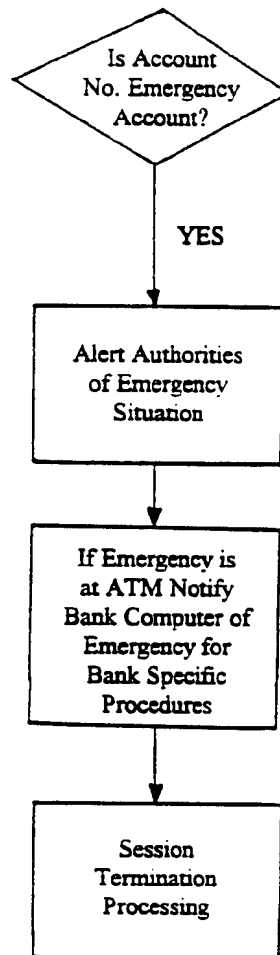 Is Account
No. Emergency
Account?
YES
Alert Authorities
of Emergency
Situation
If Emergency is
at ATM Notify
Bank Computer of
Emergency for
Bank Specific
Procedures
Session
Termination
Processing